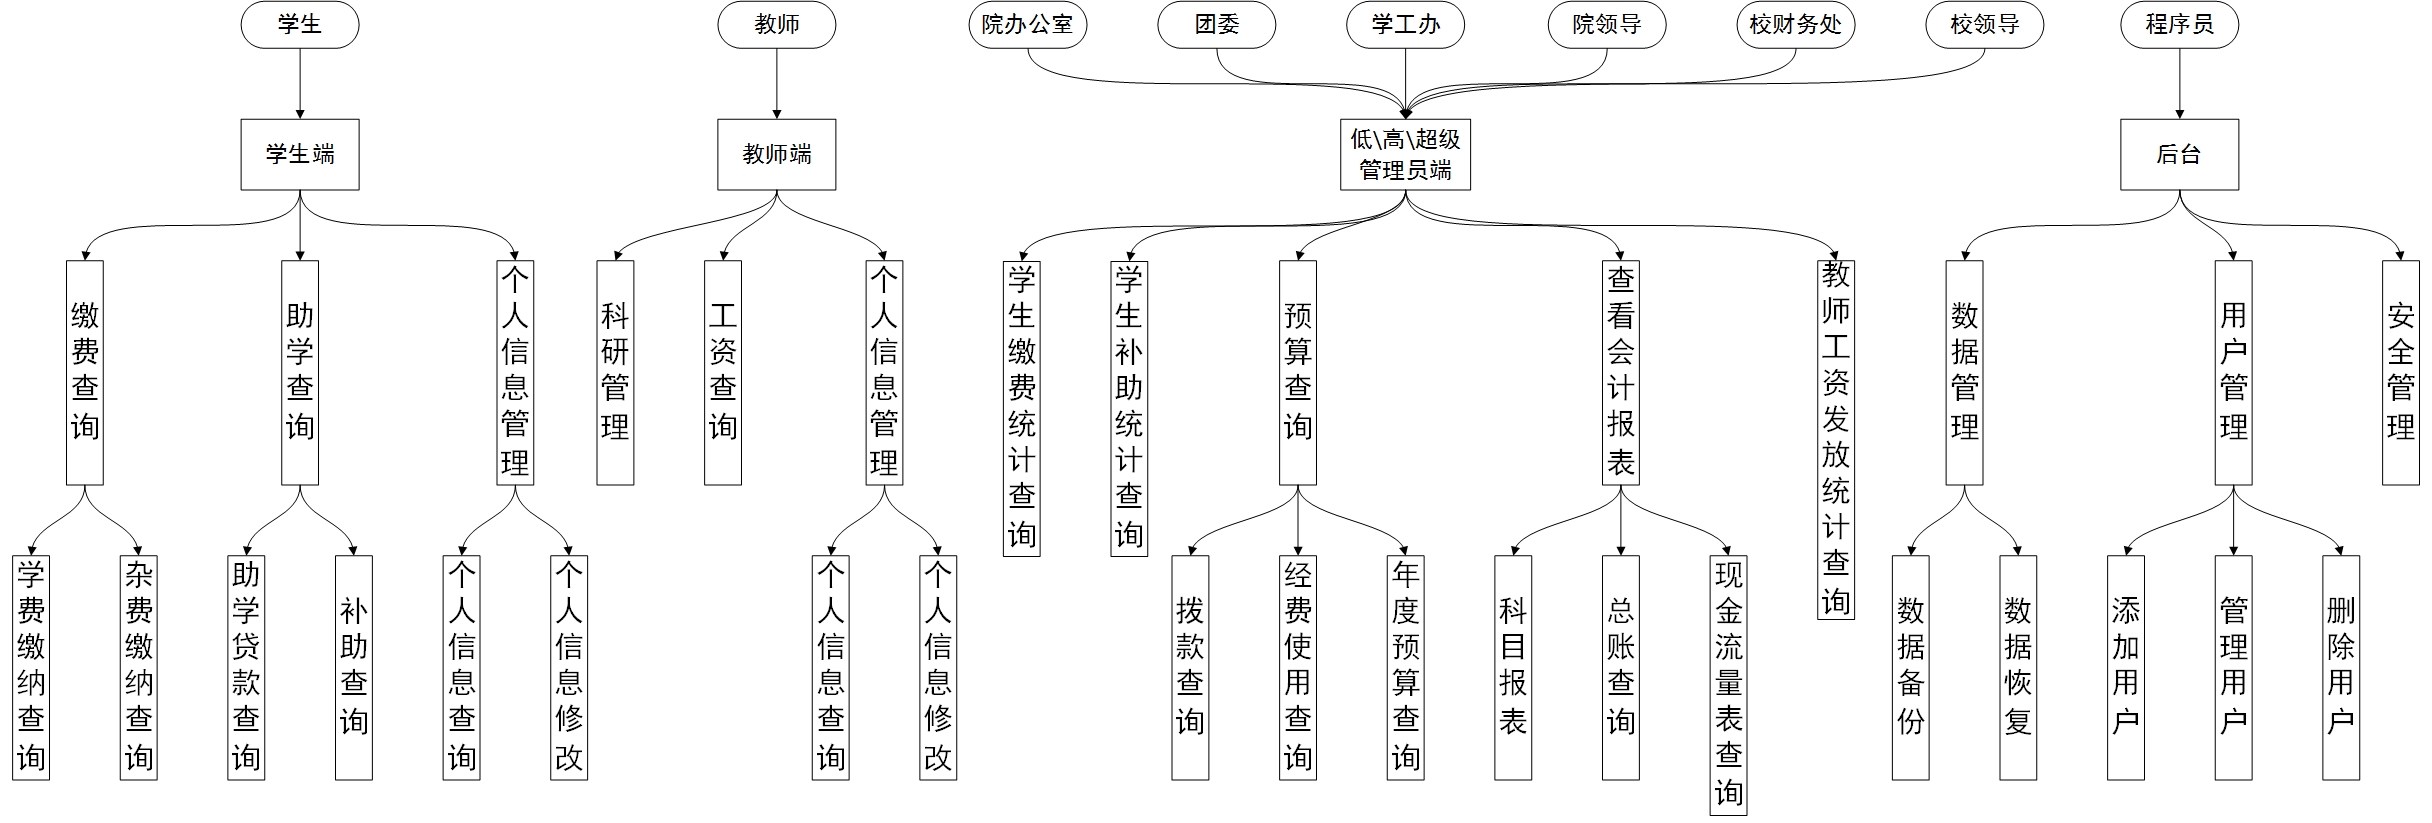 学生
教师
院办公室
团委
学工办
院领导
校财务处
校领导
程序员
学生端
教师端
低\高\超级
管理员端
后台
缴费查询
助学查询
个人信息管理
科研管理
工资查询
个人信息管理
学生缴费统计查询
学生补助统计查询
预算查询
查看会计报表
教师工资发放统计查询
数据管理
用户管理
安全管理
学费缴纳查询
杂费缴纳查询
助学贷款查询
补助查询
个人信息查询
个人信息修改
个人信息查询
个人信息修改
拨款查询
经费使用查询
年度预算查询
科目报表
总账查询
现金流量表查询
数据备份
数据恢复
添加用户
管理用户
删除用户